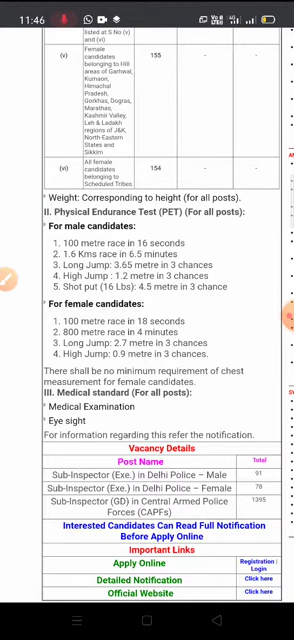 11:46
listed at S No (v)
and (vi)
(v) Female 155 - -
candidates
belonging to Hill
areas of Garhwal,
Kumaon,
Himachal
Pradesh,
Gorkhas, Dogras,
Marathas,
Kashmir Valley,
Leh & Ladakh
regions of J&K,
North-Eastern
States and
Sikkim
(vi) All female 154 - -
candidates
belonging to
Scheduled Tribes
Weight: Corresponding to height (for all posts).
II. Physical Endurance Test (PET) (For all posts):
For male candidates:
1. 100 metre race in 16 seconds
2. 1.6 Kms race in 6.5 minutes
3. Long Jump: 3.65 metre in 3 chances
4. High Jump : 1.2 metre in 3 chances
5. Shot put (16 Lbs): 4.5 metre in 3 chance
For female candidates:
1. 100 metre race in 18 seconds
2. 800 metre race in 4 minutes
3. Long Jump: 2.7 metre in 3 chances
4. High Jump: 0.9 metre in 3 chances.
There shall be no minimum requirement of chest
measurement for female candidates.
III. Medical standard (For all posts):
Medical Examination
Eye sight
For information regarding this refer the notification.
Vacancy Details
Post Name Total
Sub-Inspector (Exe.) in Delhi Police – Male 91
Sub-Inspector (Exe.) in Delhi Police – Female 78
Sub-Inspector (GD) in Central Armed Police 1395
Forces (CAPFs)
Interested Candidates Can Read Full Notification
Before Apply Online
Important Links
Apply Online Registration |
Login
Detailed Notification Click here
Official Website Click here